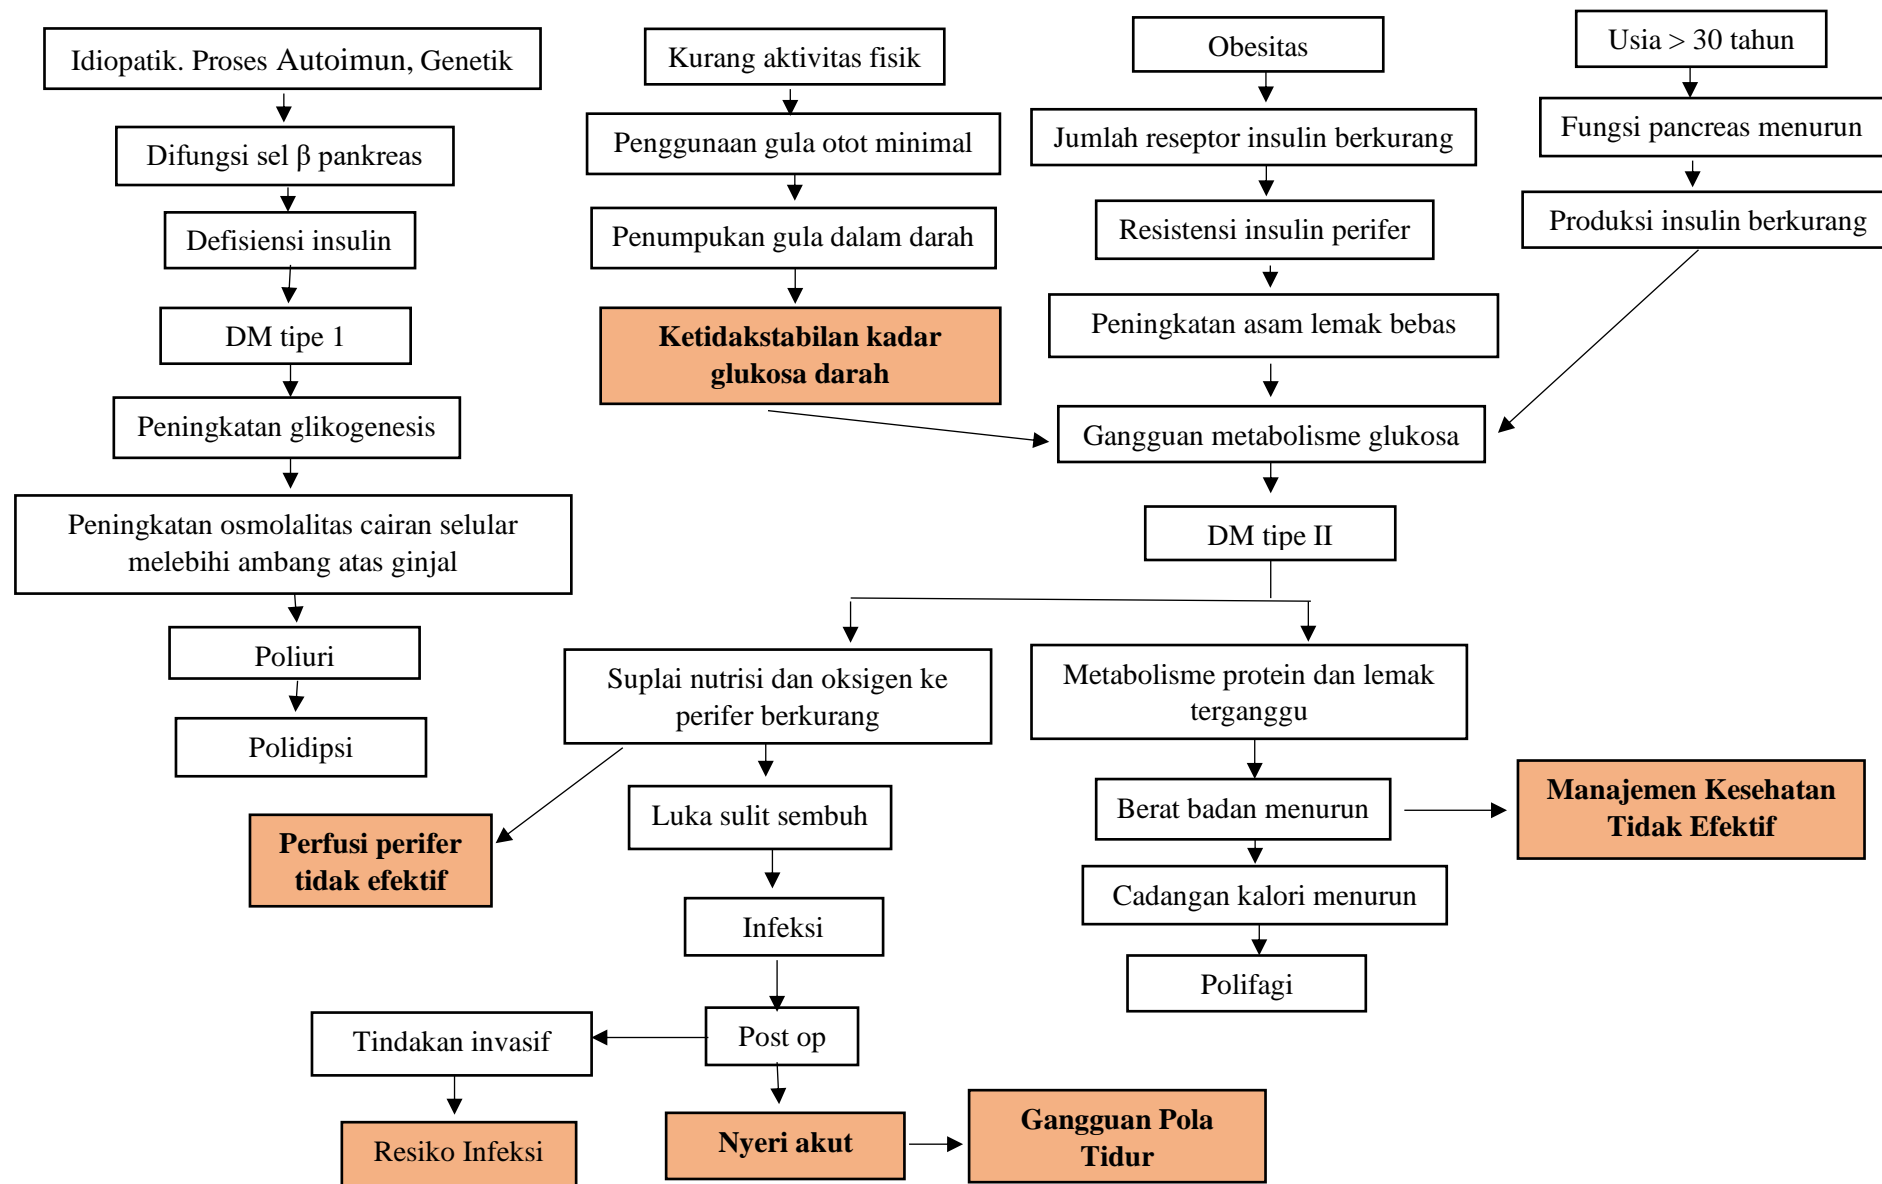 Idiopatik. Proses Autoimun, Genetik
Difungsi sel β pankreas
Defisiensi insulin
DM tipe 1
Peningkatan glikogenesis
Peningkatan osmolalitas cairan selular
melebihi ambang atas ginjal
Poliuri
Polidipsi
Kurang aktivitas fisik
Penggunaan gula otot minimal
Penumpukan gula dalam darah
Ketidakstabilan kadar
glukosa darah
Obesitas
Jumlah reseptor insulin berkurang
Resistensi insulin perifer
Peningkatan asam lemak bebas
Gangguan metabolisme glukosa
DM tipe II
Usia > 30 tahun
Fungsi pancreas menurun
Produksi insulin berkurang
Suplai nutrisi dan oksigen ke
perifer berkurang
Perfusi perifer
tidak efektif
Luka sulit sembuh
Infeksi
Post op
Tindakan invasif
Resiko Infeksi
Nyeri akut
Gangguan Pola
Tidur
Metabolisme protein dan lemak
terganggu
Berat badan menurun
Manajemen Kesehatan
Tidak Efektif
Cadangan kalori menurun
Polifagi